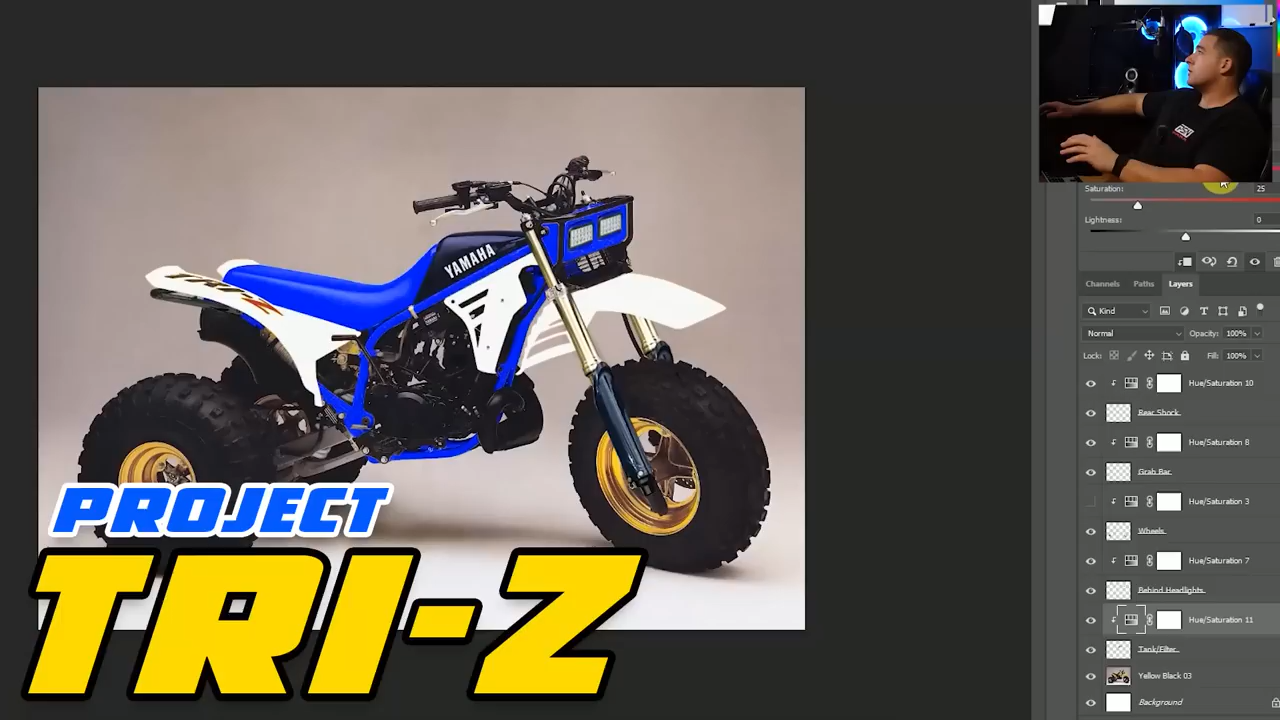 YAMAHA
TRI-Z
PROJECT
TRI-Z
Saturation: 25
Lightness: 0
Channels Paths Layers
Kind
Normal Opacity: 100%
Lock: Fill: 100%
Hue/Saturation 10
Rear Shock
Hue/Saturation 8
Grab Bar
Hue/Saturation 3
Wheels
Hue/Saturation 7
Behind Headlights
Hue/Saturation 11
Tank/Filter
Yellow Black 03
Background